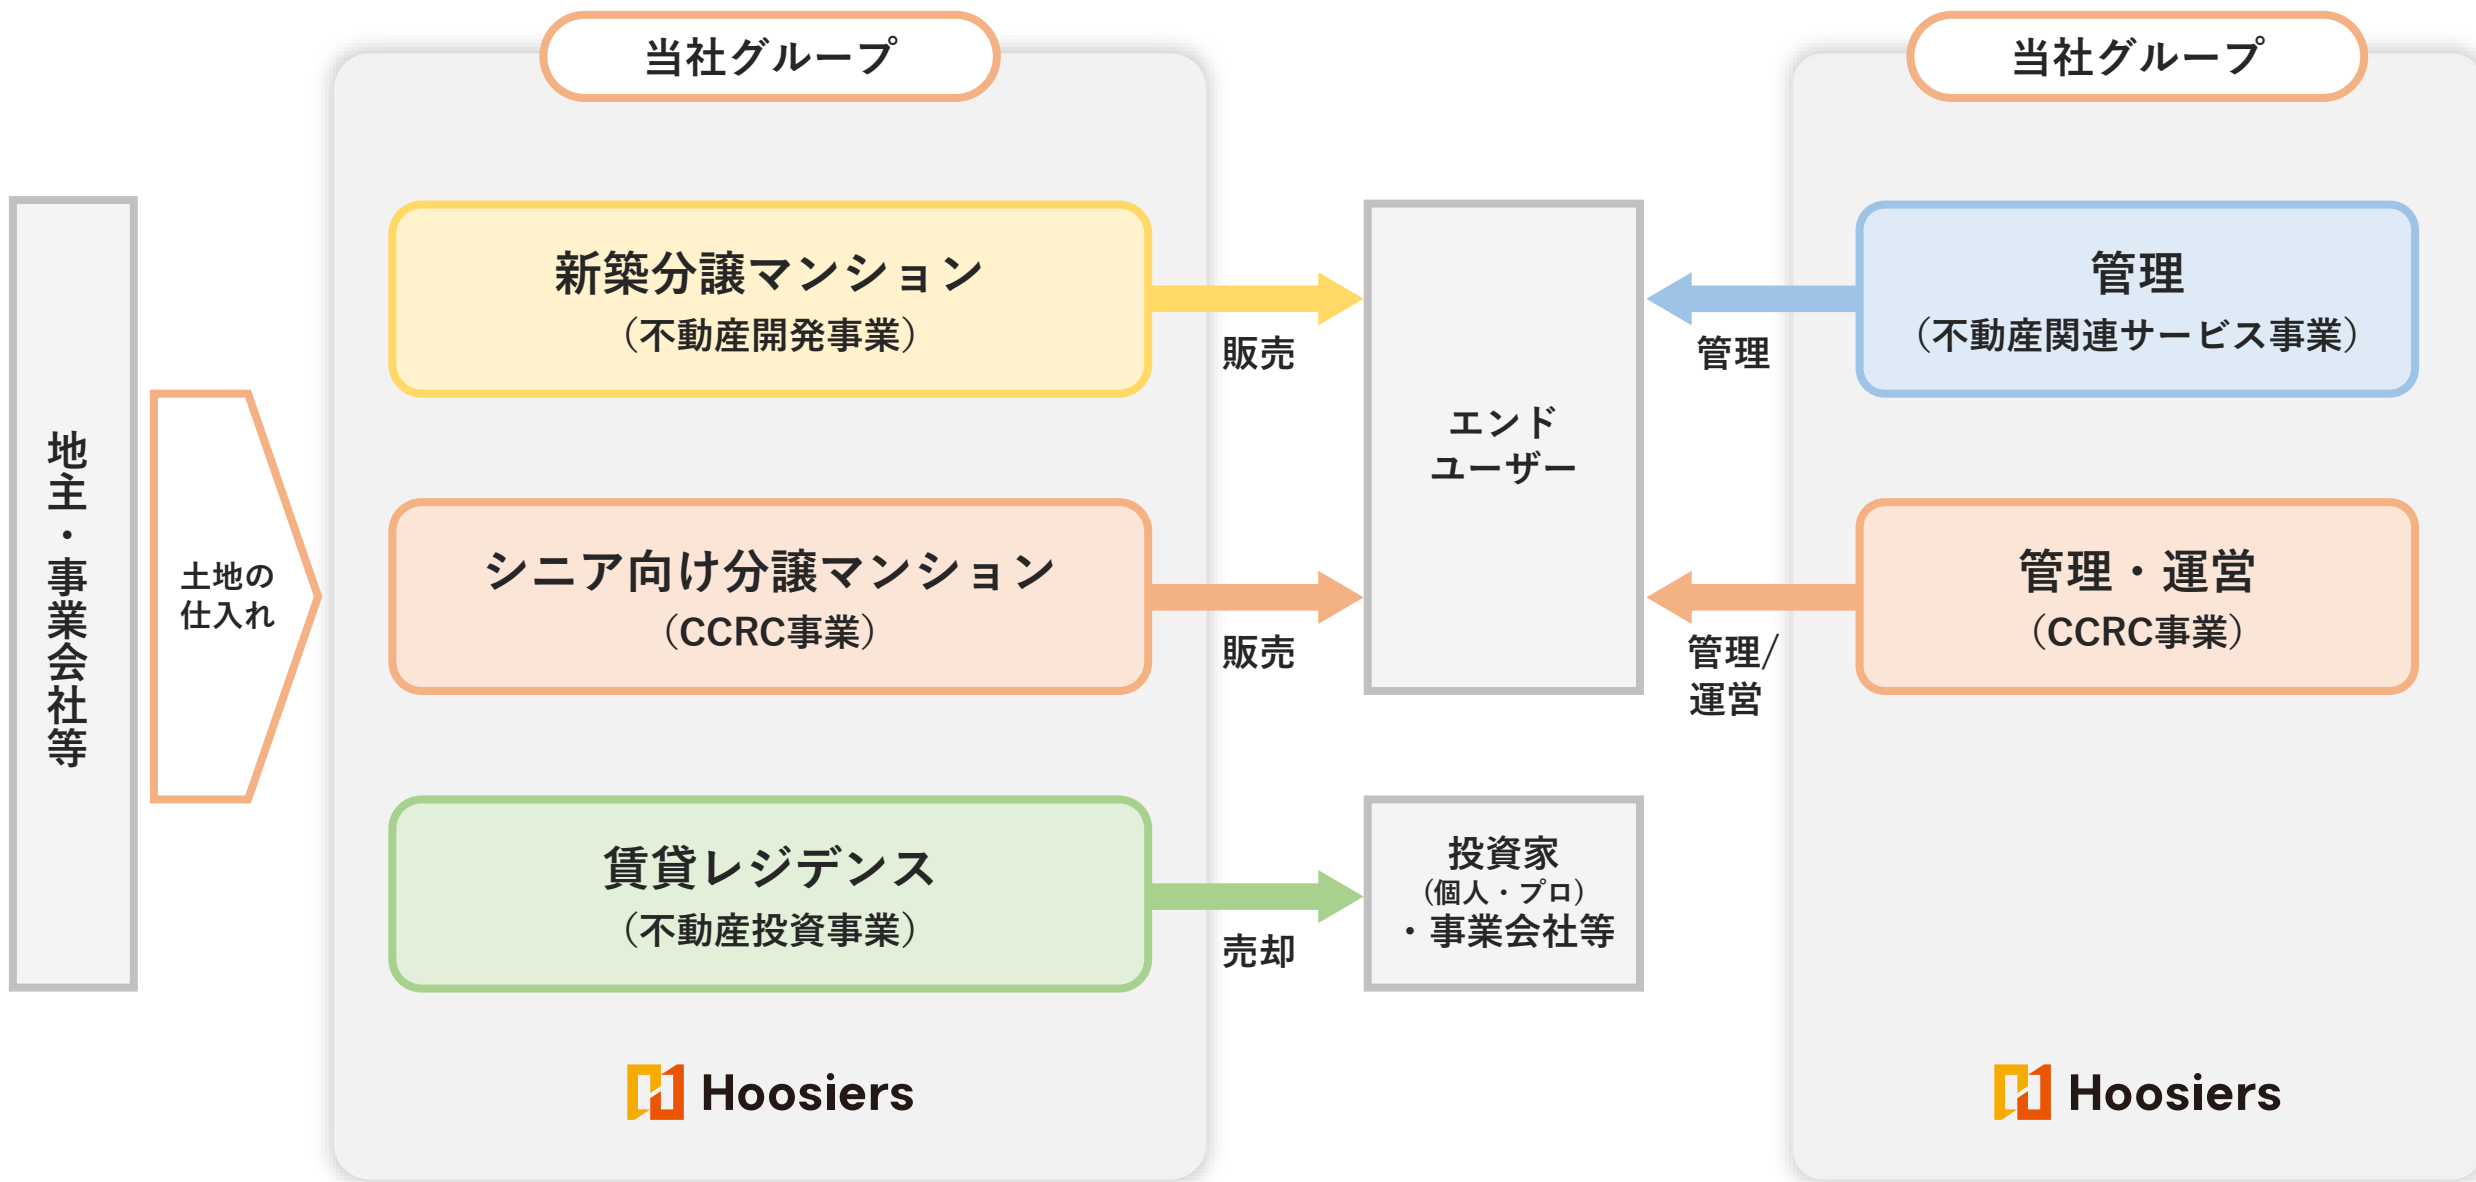 当社グループ
当社グループ
地主・事業会社等
土地の
仕入れ
新築分譲マンション
（不動産開発事業）
販売
シニア向け分譲マンション
（CCRC事業）
販売
賃貸レジデンス
（不動産投資事業）
売却
エンド
ユーザー
投資家
（個人・プロ）
・事業会社等
管理
管理
（不動産関連サービス事業）
管理/
運営
管理・運営
（CCRC事業）
Hoosiers
Hoosiers